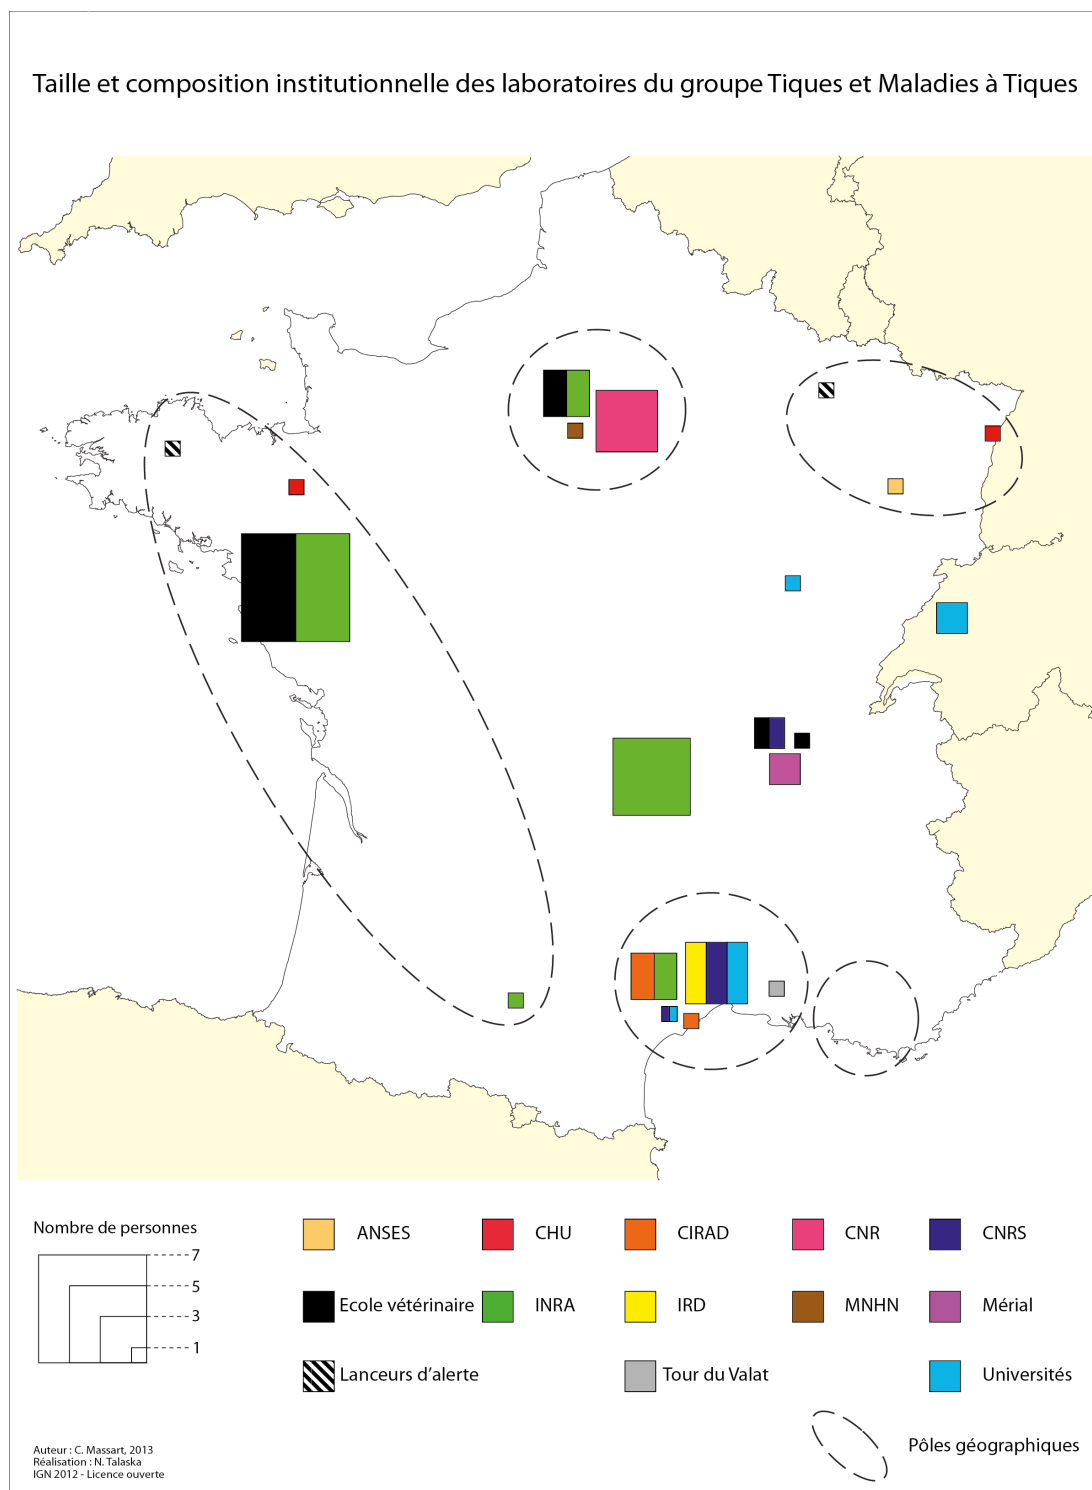 Taille et composition institutionnelle des laboratoires du groupe Tiques et Maladies à Tiques
Nombre de personnes
7
5
3
1
ANSES
CHU
CIRAD
CNR
CNRS
Ecole vétérinaire
INRA
IRD
MNHN
Mérial
Lanceurs d'alerte
Tour du Valat
Universités
Pôles géographiques
Auteur : C. Massart, 2013
Réalisation : N. Talaska
IGN 2012 - Licence ouverte